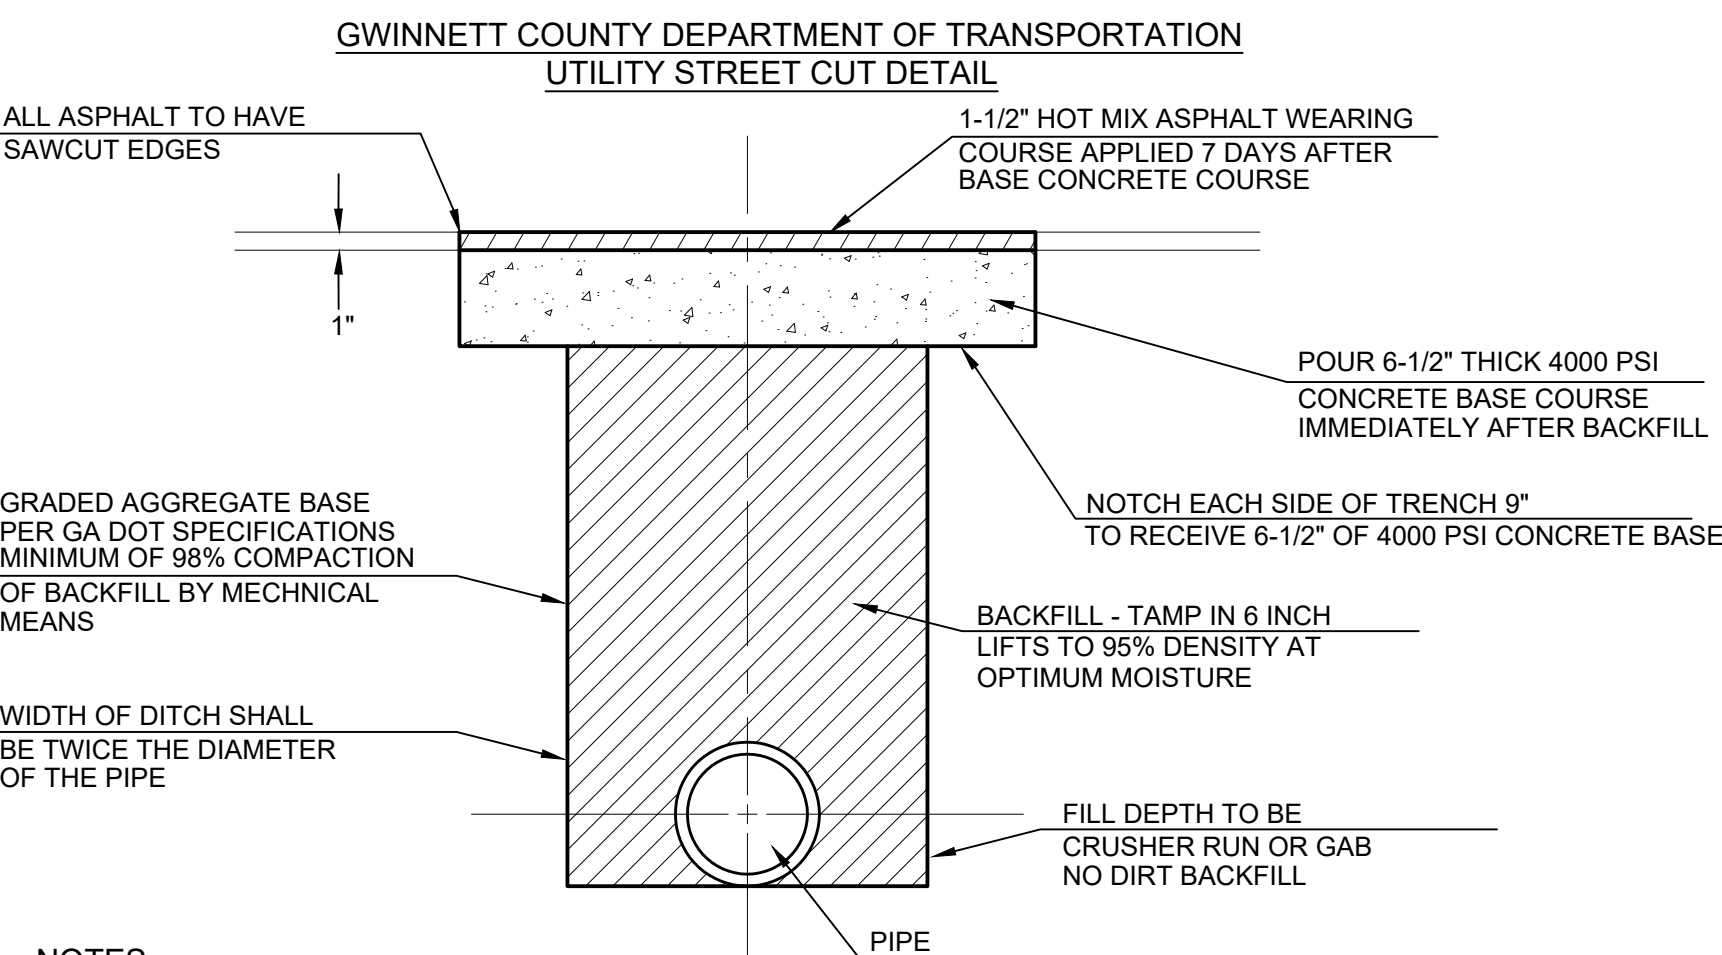 GWINNETT COUNTY DEPARTMENT OF TRANSPORTATION
UTILITY STREET CUT DETAIL
ALL ASPHALT TO HAVE
SAWCUT EDGES
1-1/2" HOT MIX ASPHALT WEARING
COURSE APPLIED 7 DAYS AFTER
BASE CONCRETE COURSE
1"
POUR 6-1/2" THICK 4000 PSI
CONCRETE BASE COURSE
IMMEDIATELY AFTER BACKFILL
GRADED AGGREGATE BASE
PER GA DOT SPECIFICATIONS
MINIMUM OF 98% COMPACTION
OF BACKFILL BY MECHNICAL
MEANS
NOTCH EACH SIDE OF TRENCH 9"
TO RECEIVE 6-1/2" OF 4000 PSI CONCRETE BASE
BACKFILL - TAMP IN 6 INCH
LIFTS TO 95% DENSITY AT
OPTIMUM MOISTURE
WIDTH OF DITCH SHALL
BE TWICE THE DIAMETER
OF THE PIPE
FILL DEPTH TO BE
CRUSHER RUN OR GAB
NO DIRT BACKFILL
PIPE
NOTES